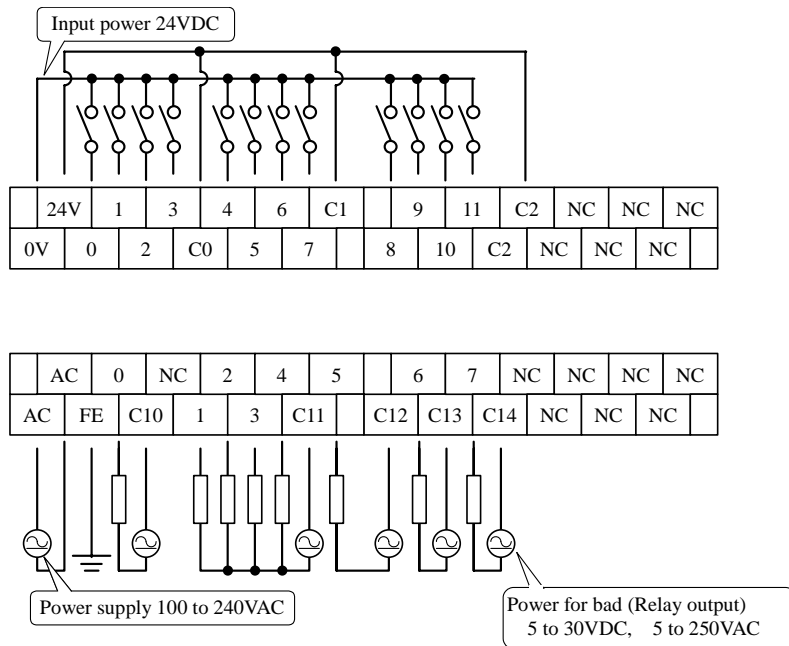 Input power 24VDC
24V 1 3 4 6 C1 9 11 C2 NC NC NC
0V 0 2 C0 5 7 8 10 C2 NC NC NC
AC 0 NC 2 4 5 6 7 NC NC NC NC
AC FE C10 1 3 C11 C12 C13 C14 NC NC NC
Power supply 100 to 240VAC
Power for bad (Relay output)
5 to 30VDC, 5 to 250VAC